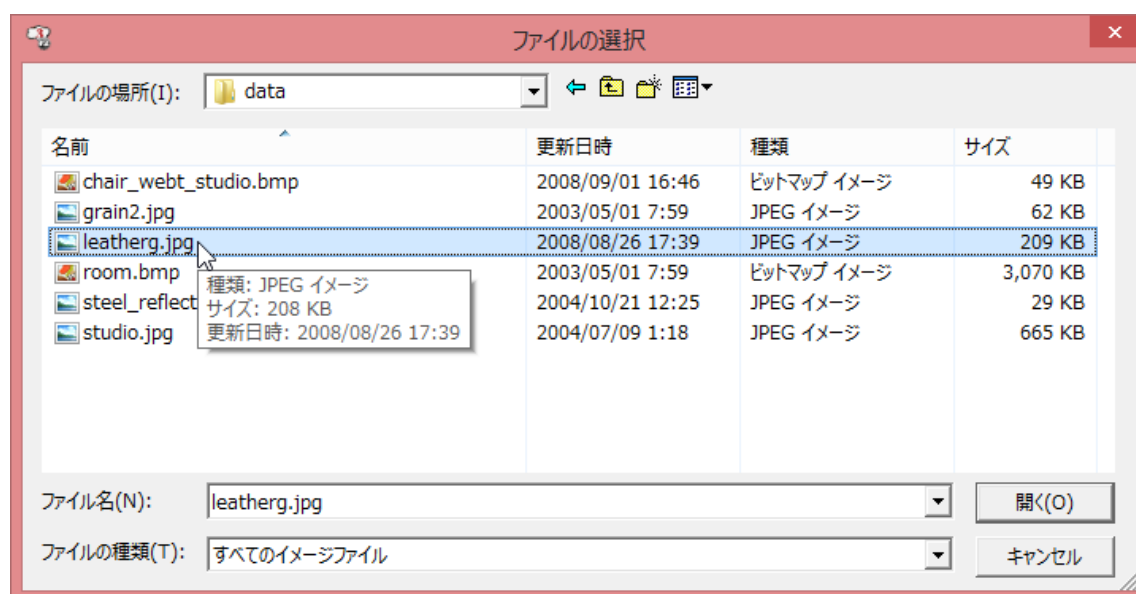 ファイルの選択
ファイルの場所(I): data
名前 更新日時 種類 サイズ
chair_webt_studio.bmp 2008/09/01 16:46 ビットマップ イメージ 49 KB
grain2.jpg 2003/05/01 7:59 JPEG イメージ 62 KB
leatherg.jpg 2008/08/26 17:39 JPEG イメージ 209 KB
room.bmp 2003/05/01 7:59 ビットマップ イメージ 3,070 KB
steel_reflect 2004/10/21 12:25 JPEG イメージ 29 KB
studio.jpg 2004/07/09 1:18 JPEG イメージ 665 KB
種類: JPEG イメージ
サイズ: 208 KB
更新日時: 2008/08/26 17:39
ファイル名(N): leatherg.jpg 開く(O)
ファイルの種類(T): すべてのイメージファイル キャンセル